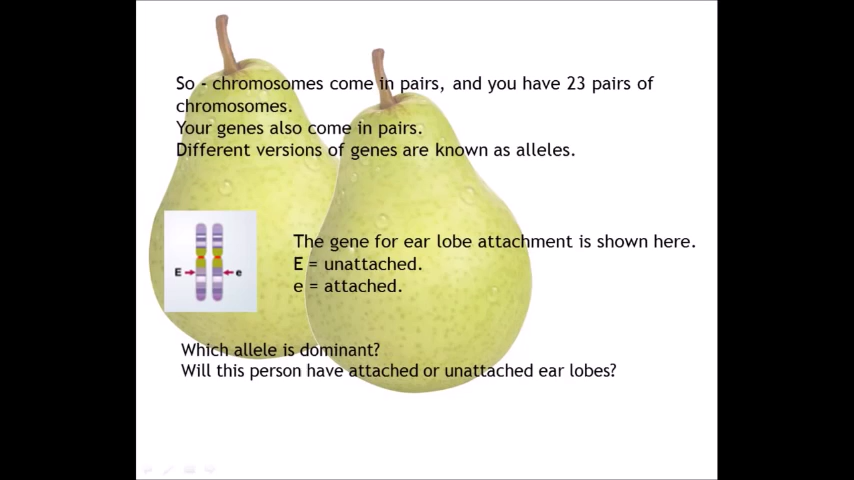 So - chromosomes come in pairs, and you have 23 pairs of
chromosomes.
Your genes also come in pairs.
Different versions of genes are known as alleles.
The gene for ear lobe attachment is shown here.
E = unattached.
e = attached.
E
e
Which allele is dominant?
Will this person have attached or unattached ear lobes?